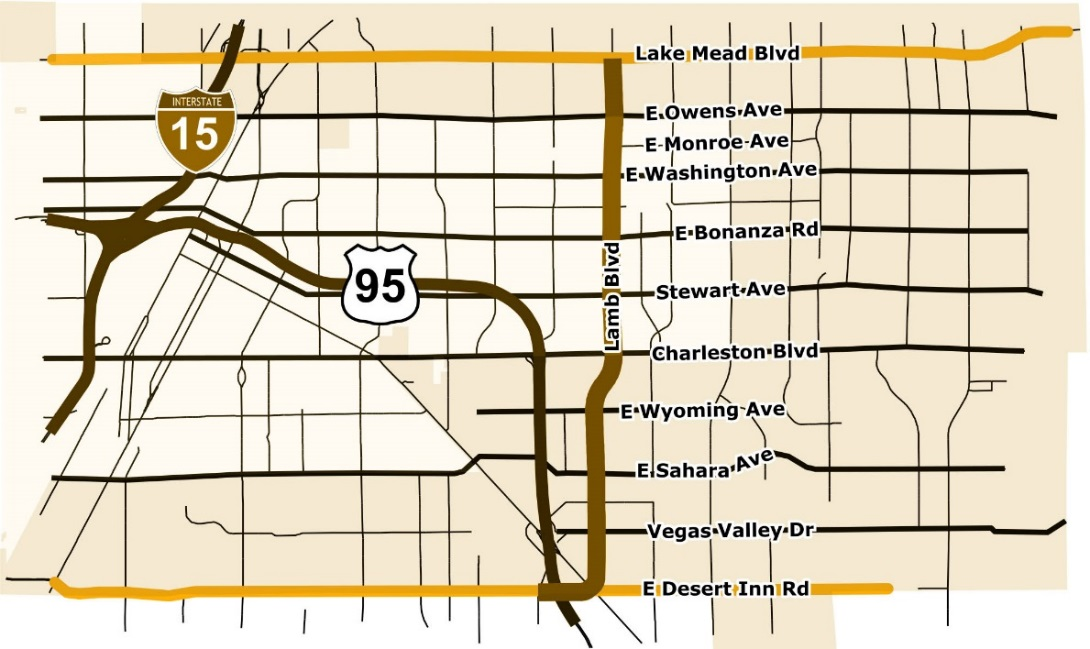 Lake Mead Blvd
INTERSTATE
15
E Owens Ave
E Monroe Ave
E Washington Ave
E Bonanza Rd
95
Stewart Ave
Lamb Blvd
Charleston Blvd
E Wyoming Ave
E Sahara Ave
Vegas Valley Dr
E Desert Inn Rd